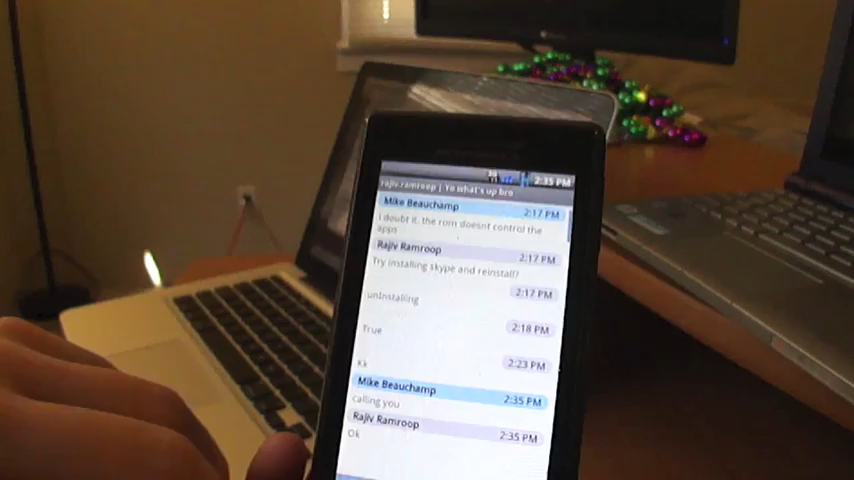 2:35 PM
rajiv.ramroop | Yo what's up bro
Mike Beauchamp 2:17 PM
i doubt it. the rom doesnt control the
apps
Rajiv Ramroop 2:17 PM
Try installing skype and reinstall?
2:17 PM
uninstalling
2:18 PM
True
2:23 PM
Kk
Mike Beauchamp 2:35 PM
calling you
Rajiv Ramroop 2:35 PM
Ok